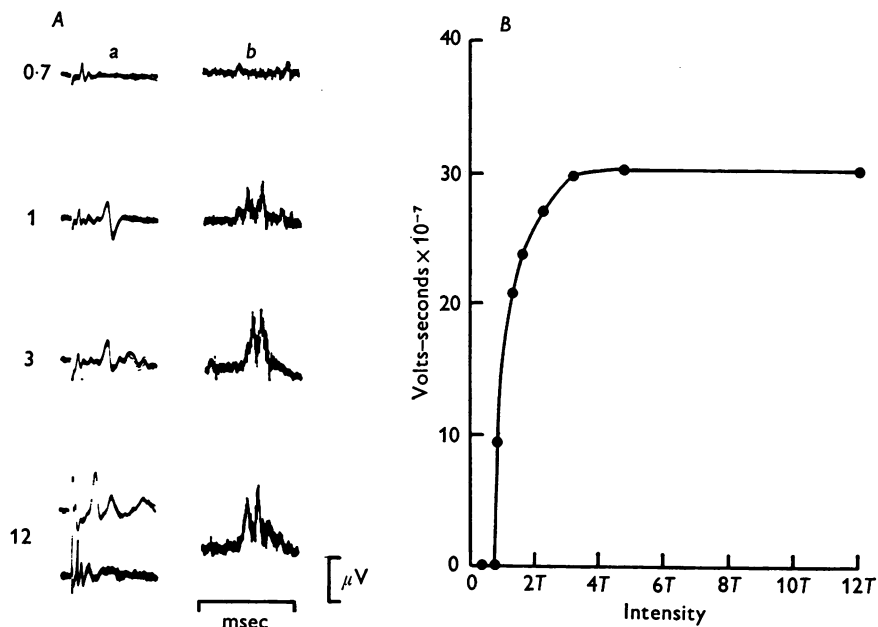 A
a b
0·7
1
3
12
μV
msec
B
40
30
20
10
0
Volts–seconds × 10⁻⁷
0 2T 4T 6T 8T 10T 12T
Intensity